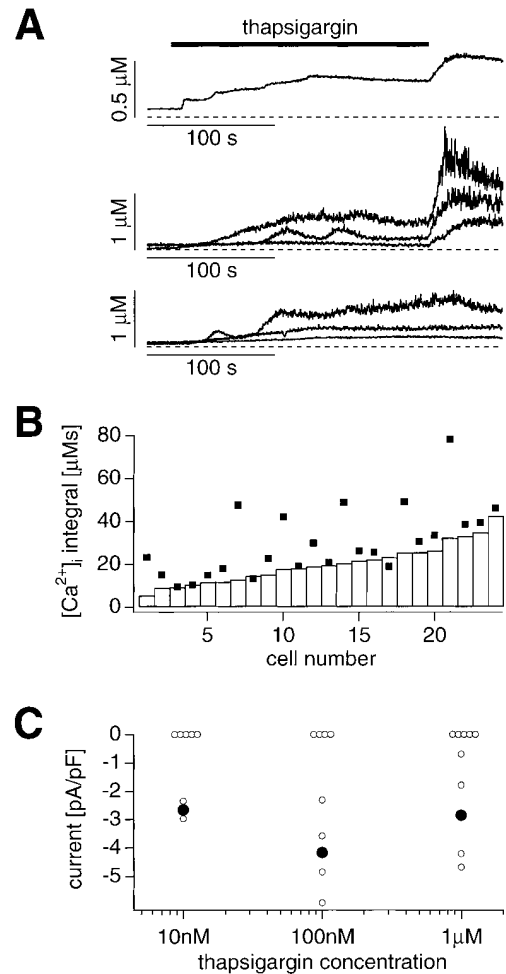 A
thapsigargin
0.5 µM
100 s
1 µM
100 s
1 µM
100 s
B
[Ca²⁺]ᵢ integral [µMs]
80
60
40
20
0
5
10
15
20
cell number
C
current [pA/pF]
0
-1
-2
-3
-4
-5
10nM
100nM
1µM
thapsigargin concentration